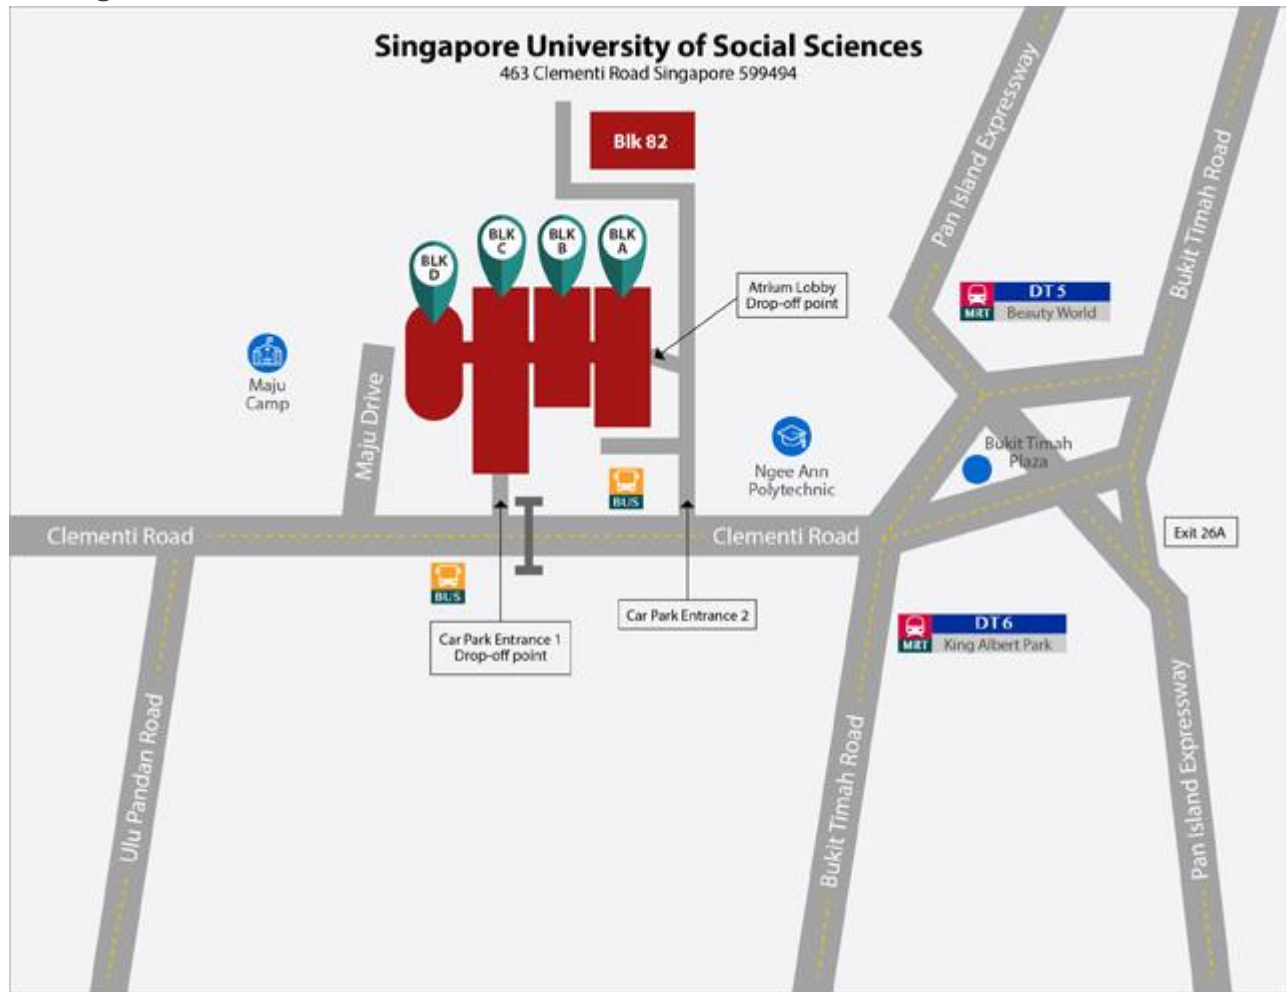 Singapore University of Social Sciences
463 Clementi Road Singapore 599494
Blk 82
BLK
D
BLK
C
BLK
B
BLK
A
Atrium Lobby
Drop-off point
Pan Island Expressway
Bukit Timah Road
MRT
DT 5
Beauty World
Maju
Camp
Maju Drive
BUS
Ngee Ann
Polytechnic
Bukit Timah
Plaza
Clementi Road
Clementi Road
Exit 26A
BUS
Car Park Entrance 1
Drop-off point
Car Park Entrance 2
MRT
DT 6
King Albert Park
Ulu Pandan Road
Bukit Timah Road
Pan Island Expressway